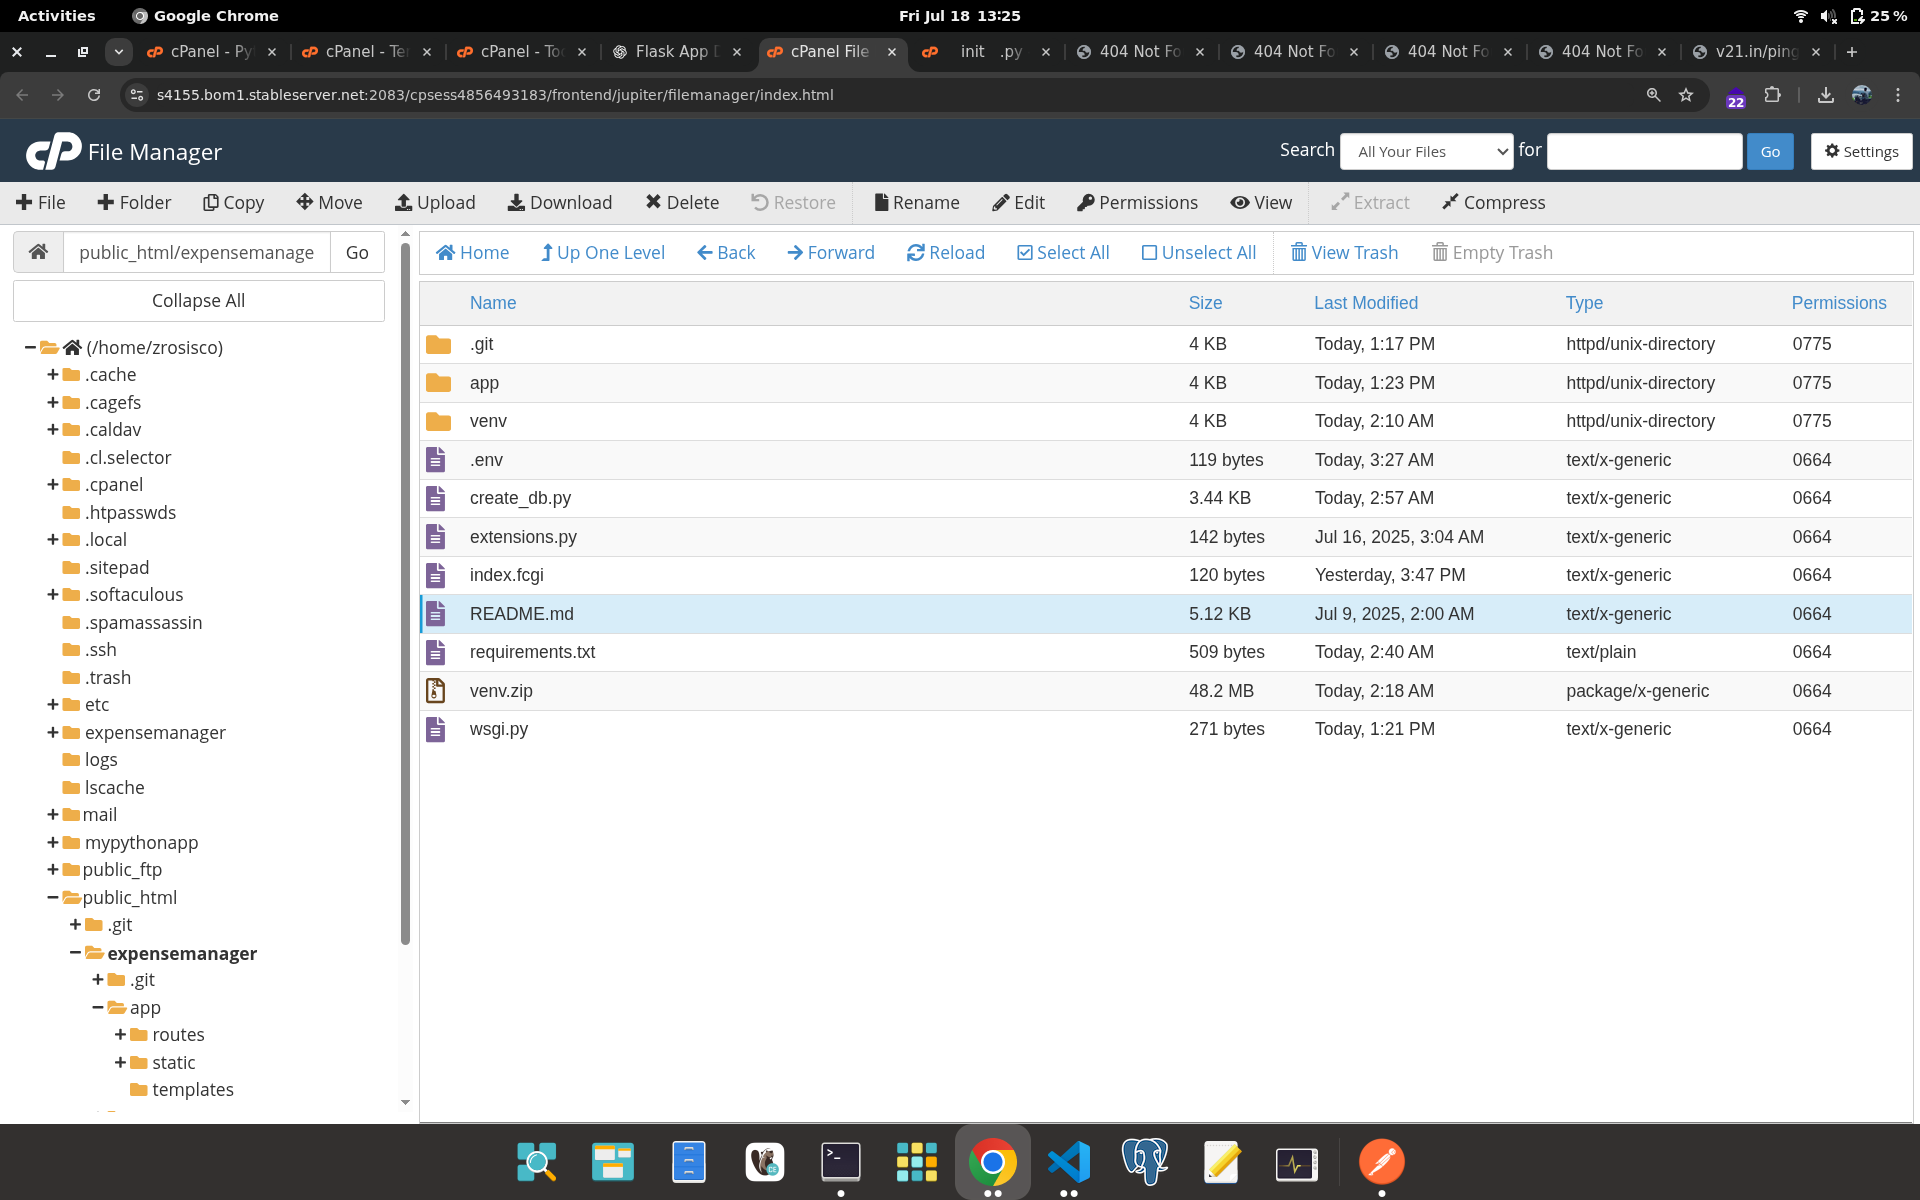 Activities Google Chrome Fri Jul 18 13:25 25 %
cPanel - Py cPanel - Ter cPanel - Too Flask App D cPanel File init .py 404 Not Fo 404 Not Fo 404 Not Fo 404 Not Fo v21.in/ping
s4155.bom1.stableserver.net:2083/cpsess4856493183/frontend/jupiter/filemanager/index.html 22
cP File Manager Search All Your Files for Go Settings
File Folder Copy Move Upload Download Delete Restore Rename Edit Permissions View Extract Compress
public_html/expensemanage Go
Home Up One Level Back Forward Reload Select All Unselect All View Trash Empty Trash
Collapse All
(/home/zrosisco)
.cache
.cagefs
.caldav
.cl.selector
.cpanel
.htpasswds
.local
.sitepad
.softaculous
.spamassassin
.ssh
.trash
etc
expensemanager
logs
lscache
mail
mypythonapp
public_ftp
public_html
.git
expensemanager
.git
app
routes
static
templates
Name Size Last Modified Type Permissions
.git 4 KB Today, 1:17 PM httpd/unix-directory 0775
app 4 KB Today, 1:23 PM httpd/unix-directory 0775
venv 4 KB Today, 2:10 AM httpd/unix-directory 0775
.env 119 bytes Today, 3:27 AM text/x-generic 0664
create_db.py 3.44 KB Today, 2:57 AM text/x-generic 0664
extensions.py 142 bytes Jul 16, 2025, 3:04 AM text/x-generic 0664
index.fcgi 120 bytes Yesterday, 3:47 PM text/x-generic 0664
README.md 5.12 KB Jul 9, 2025, 2:00 AM text/x-generic 0664
requirements.txt 509 bytes Today, 2:40 AM text/plain 0664
venv.zip 48.2 MB Today, 2:18 AM package/x-generic 0664
wsgi.py 271 bytes Today, 1:21 PM text/x-generic 0664